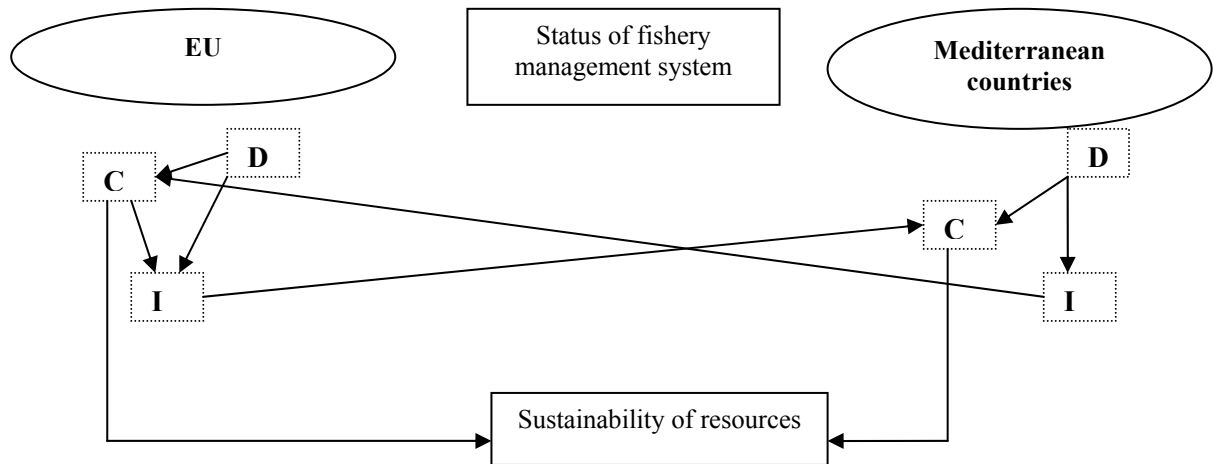 EU
Status of fishery
management system
Mediterranean
countries
D
C
I
D
C
I
Sustainability of resources